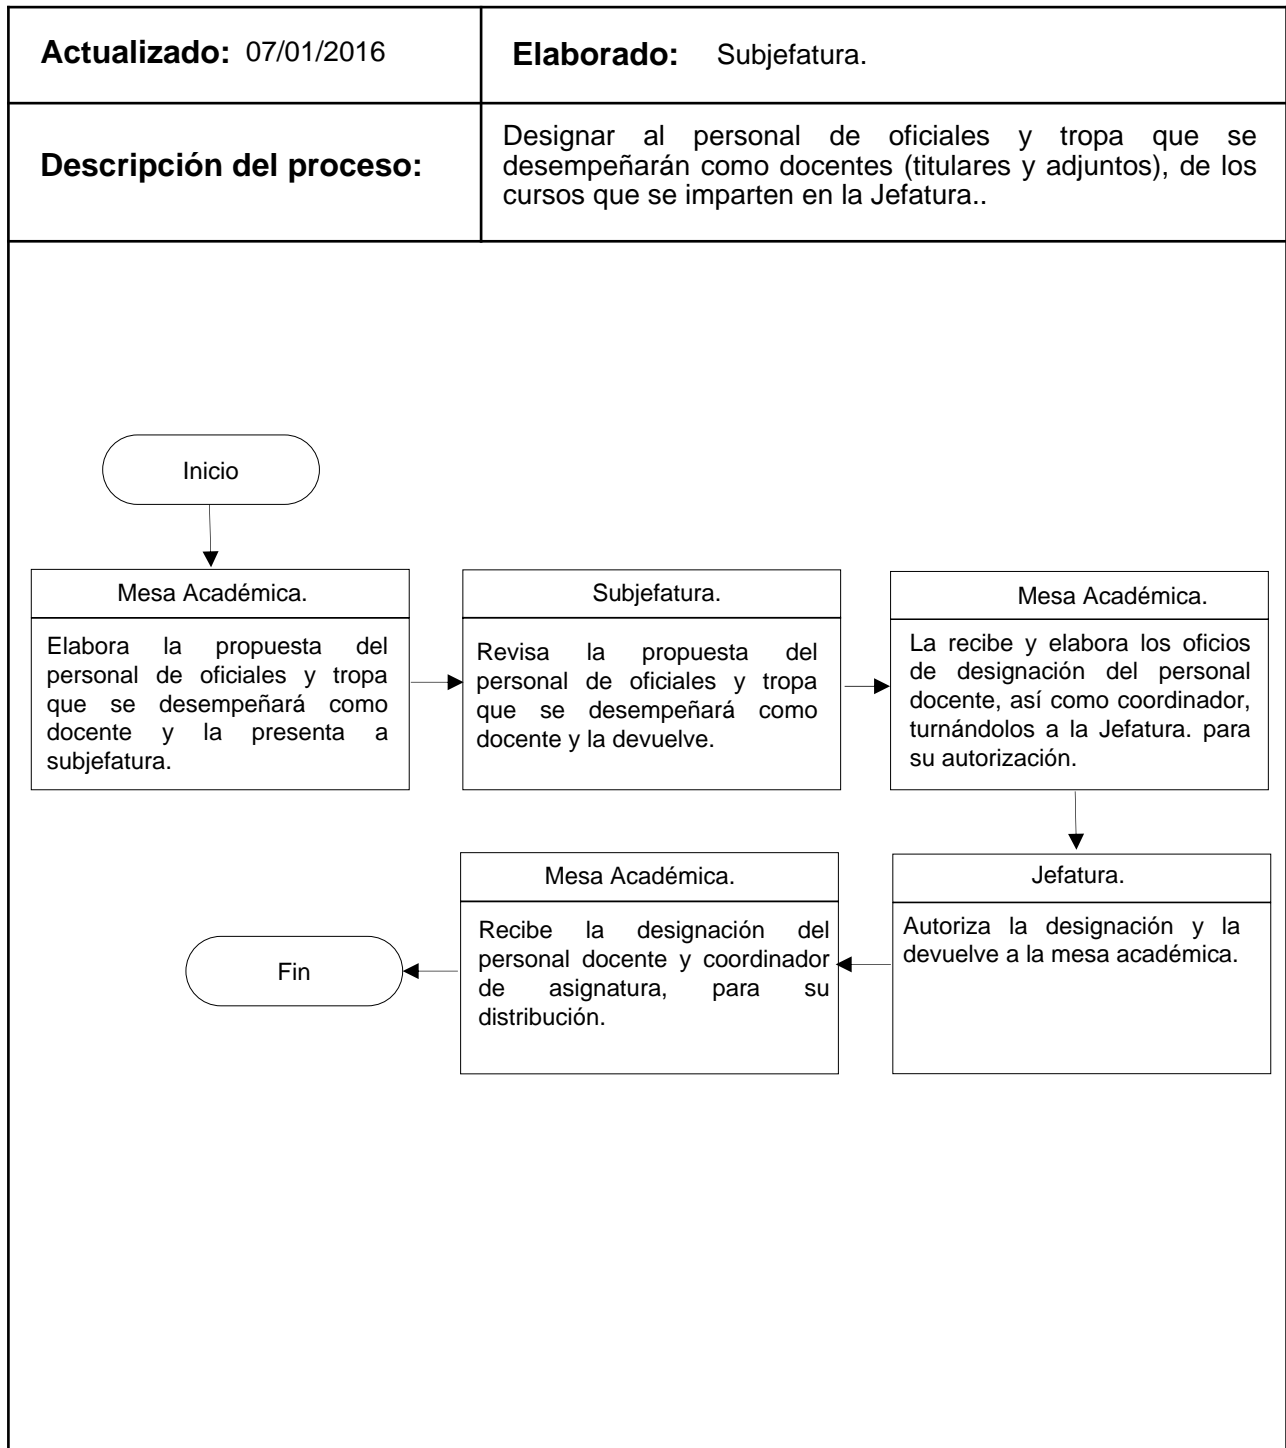 Actualizado: 07/01/2016
Elaborado: Subjefatura.
Descripción del proceso:
Designar al personal de oficiales y tropa que se
desempeñarán como docentes (titulares y adjuntos), de los
cursos que se imparten en la Jefatura..
Inicio
Mesa Académica.
Elabora la propuesta del
personal de oficiales y tropa
que se desempeñará como
docente y la presenta a
subjefatura.
Subjefatura.
Revisa la propuesta del
personal de oficiales y tropa
que se desempeñará como
docente y la devuelve.
Mesa Académica.
La recibe y elabora los oficios
de designación del personal
docente, así como coordinador,
turnándolos a la Jefatura. para
su autorización.
Jefatura.
Autoriza la designación y la
devuelve a la mesa académica.
Mesa Académica.
Recibe la designación del
personal docente y coordinador
de asignatura, para su
distribución.
Fin